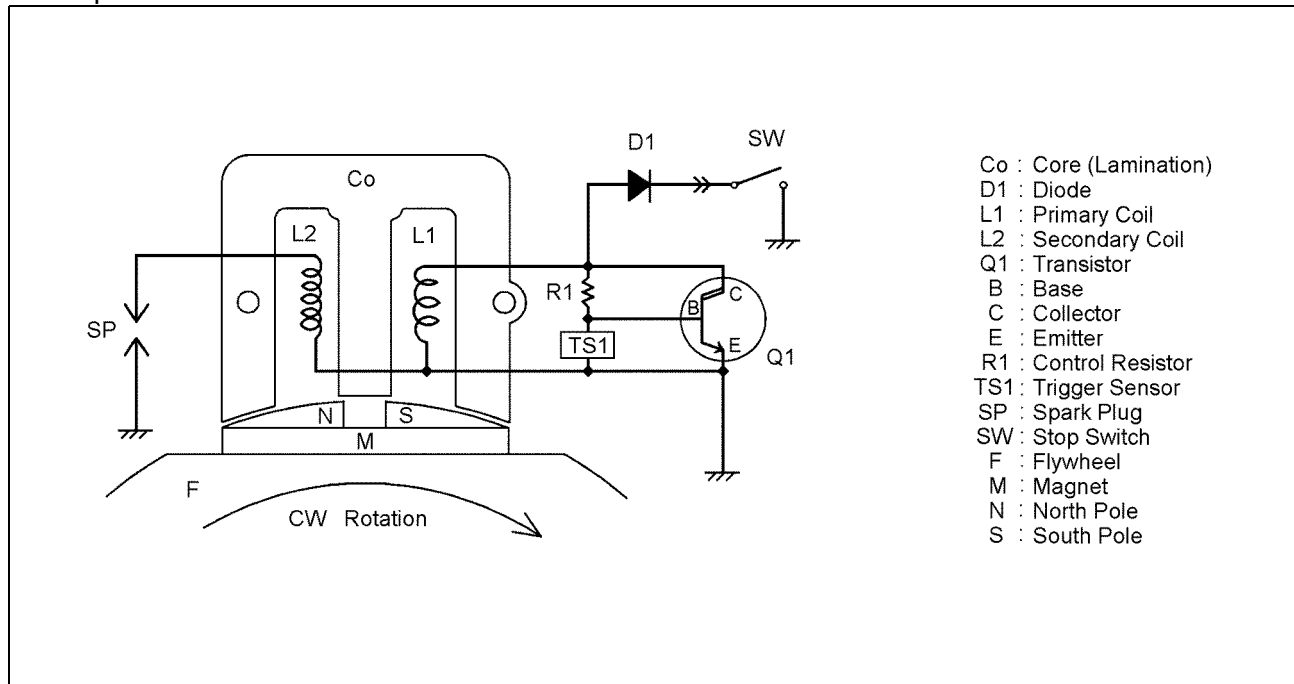 D1
SW
Co
L2
L1
R1
C
B
SP
TS1
E
Q1
N
S
M
F
CW Rotation
Co : Core (Lamination)
D1 : Diode
L1 : Primary Coil
L2 : Secondary Coil
Q1 : Transistor
B : Base
C : Collector
E : Emitter
R1 : Control Resistor
TS1 : Trigger Sensor
SP : Spark Plug
SW : Stop Switch
F : Flywheel
M : Magnet
N : North Pole
S : South Pole